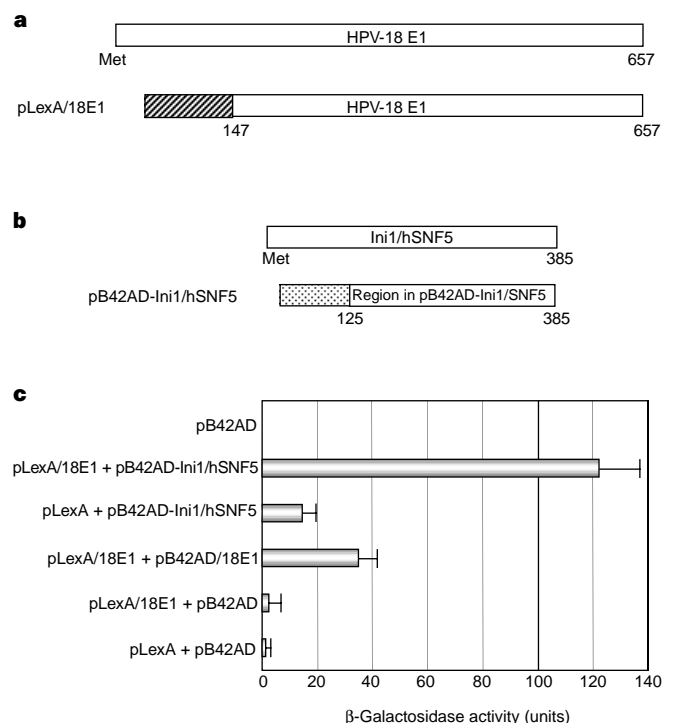 a
HPV-18 E1
Met 657
pLexA/18E1 HPV-18 E1
147 657
b
Ini1/hSNF5
Met 385
pB42AD-Ini1/hSNF5 Region in pB42AD-Ini1/SNF5
125 385
c
pB42AD
pLexA/18E1 + pB42AD-Ini1/hSNF5
pLexA + pB42AD-Ini1/hSNF5
pLexA/18E1 + pB42AD/18E1
pLexA/18E1 + pB42AD
pLexA + pB42AD
0 20 40 60 80 100 120 140
β-Galactosidase activity (units)